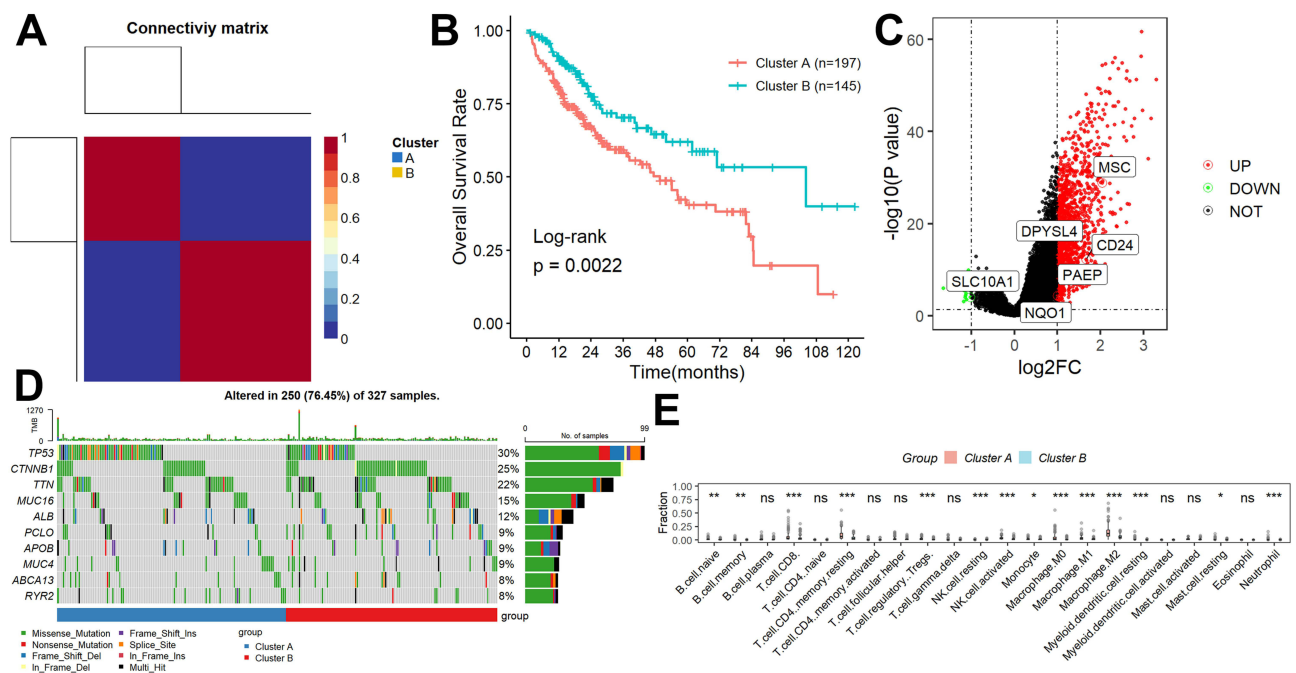 A
Connectiviy matrix
1
0.8
0.6
0.4
0.2
0
Cluster
A
B
B
Overall Survival Rate
1.00
0.75
0.50
0.25
0.00
Cluster A (n=197)
Cluster B (n=145)
Log-rank
p = 0.0022
0 12 24 36 48 60 72 84 96 108 120
Time(months)
C
-log10(P value)
60
40
20
0
MSC
DPYSL4
CD24
PAEP
SLC10A1
NQO1
-1 0 1 2 3
log2FC
UP
DOWN
NOT
D
Altered in 250 (76.45%) of 327 samples.
TMB
1270
0
0 99
No. of samples
TP53 30%
CTNNB1 25%
TTN 22%
MUC16 15%
ALB 12%
PCLO 9%
APOB 9%
MUC4 9%
ABCA13 8%
RYR2 8%
group
Missense_Mutation
Nonsense_Mutation
Frame_Shift_Del
In_Frame_Del
Frame_Shift_Ins
Splice_Site
In_Frame_Ins
Multi_Hit
group
Cluster A
Cluster B
E
Group Cluster A Cluster B
Fraction
1.00
0.75
0.50
0.25
0.00
** ** ns *** ns *** ns ns *** ns *** *** * *** *** *** *** ns ns * ns ***
B.cell.naive
B.cell.memory
B.cell.plasma
T.cell.CD8.
T.cell.CD4..naive
T.cell.CD4..memory.resting
T.cell.CD4..memory.activated
T.cell.follicular.helper
T.cell.regulatory..Tregs.
T.cell.gamma.delta
NK.cell.resting
NK.cell.activated
Monocyte
Macrophage.M0
Macrophage.M1
Macrophage.M2
Myeloid.dendritic.cell.resting
Myeloid.dendritic.cell.activated
Mast.cell.activated
Mast.cell.resting
Eosinophil
Neutrophil